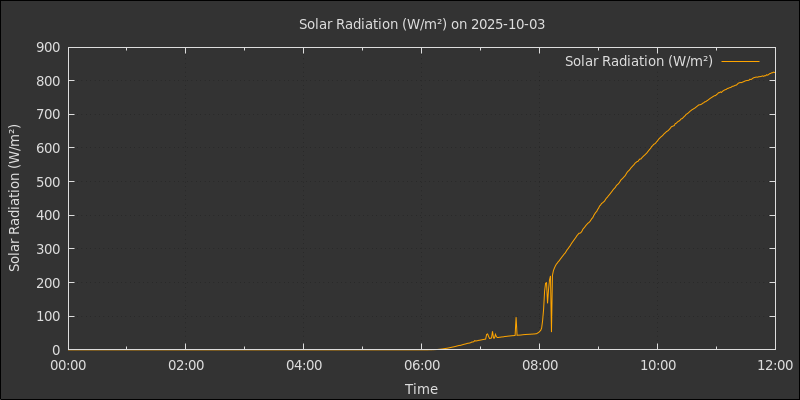 Solar Radiation (W/m²) on 2025-10-03
Solar Radiation (W/m²)
Solar Radiation (W/m²)
900
800
700
600
500
400
300
200
100
0
00:00 02:00 04:00 06:00 08:00 10:00 12:00
Time